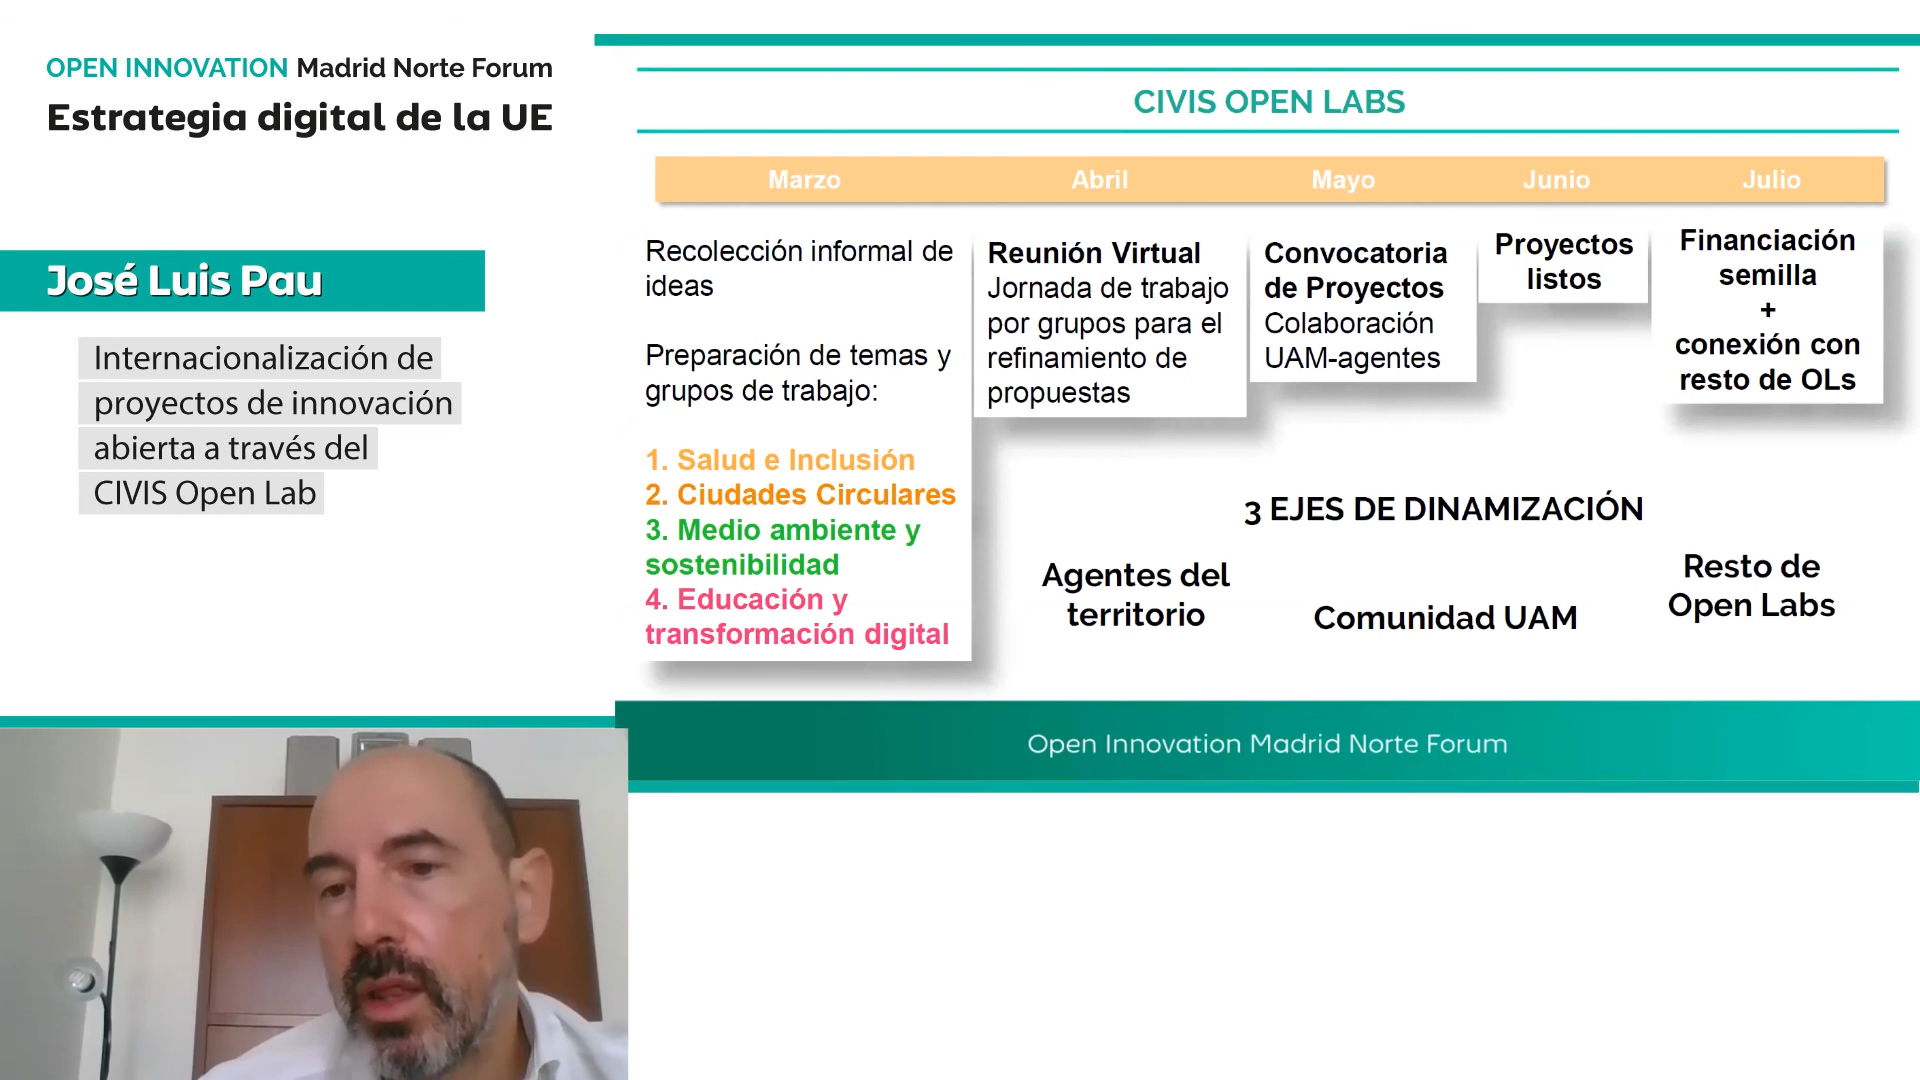 OPEN INNOVATION Madrid Norte Forum
Estrategia digital de la UE
José Luis Pau
Internacionalización de
proyectos de innovación
abierta a través del
CIVIS Open Lab
CIVIS OPEN LABS
Marzo Abril Mayo Junio Julio
Recolección informal de
ideas
Preparación de temas y
grupos de trabajo:
1. Salud e Inclusión
2. Ciudades Circulares
3. Medio ambiente y
sostenibilidad
4. Educación y
transformación digital
Reunión Virtual
Jornada de trabajo
por grupos para el
refinamiento de
propuestas
Convocatoria
de Proyectos
Colaboración
UAM-agentes
Proyectos
listos
Financiación
semilla
+
conexión con
resto de OLs
3 EJES DE DINAMIZACIÓN
Agentes del
territorio
Comunidad UAM
Resto de
Open Labs
Open Innovation Madrid Norte Forum